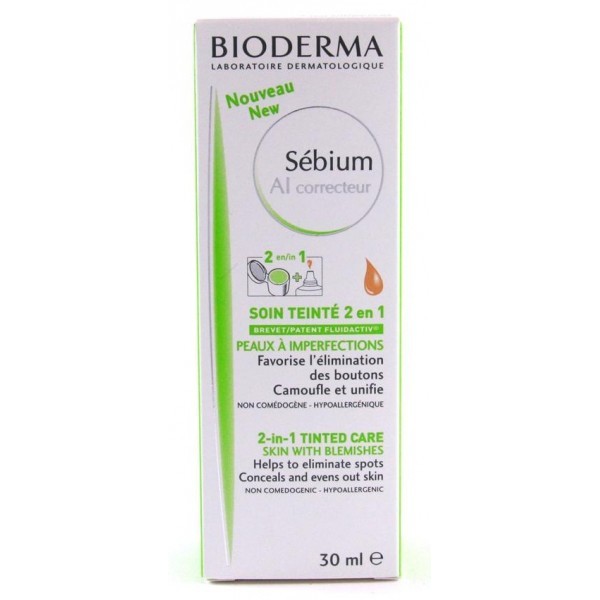 BIODERMA
LABORATOIRE DERMATOLOGIQUE
Nouveau
New
Sébium
AI correcteur
2 en/in 1
+ ?
SOIN TEINTÉ 2 en 1
BREVET/PATENT FLUIDACTIV®
PEAUX À IMPERFECTIONS
Favorise l'élimination
des boutons
Camoufle et unifie
NON COMÉDOGÈNE - HYPOALLERGÉNIQUE
2-in-1 TINTED CARE
SKIN WITH BLEMISHES
Helps to eliminate spots
Conceals and evens out skin
NON COMEDOGENIC - HYPOALLERGENIC
30 ml ℮